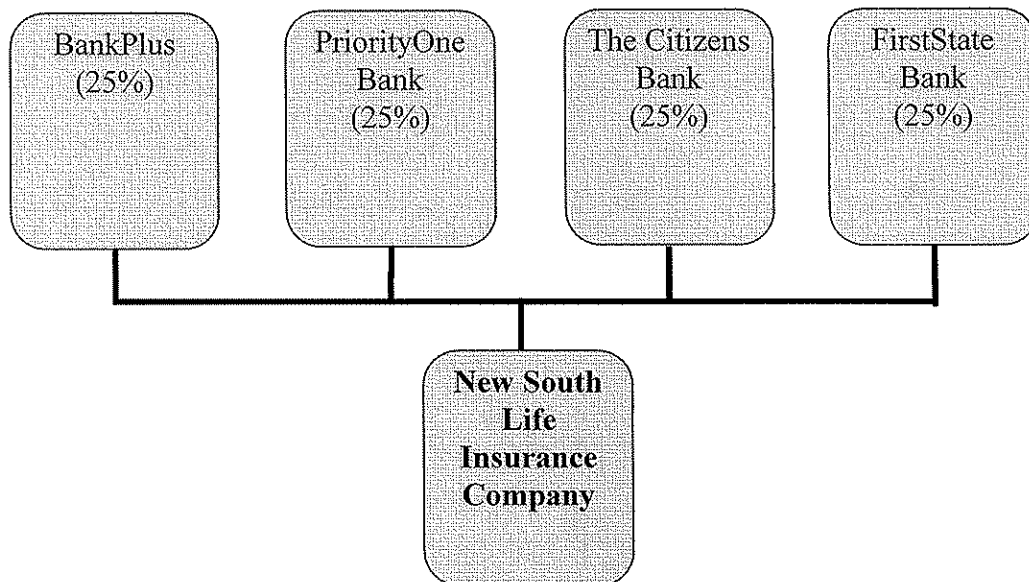 BankPlus
(25%)
PriorityOne
Bank
(25%)
The Citizens
Bank
(25%)
FirstState
Bank
(25%)
New South
Life
Insurance
Company